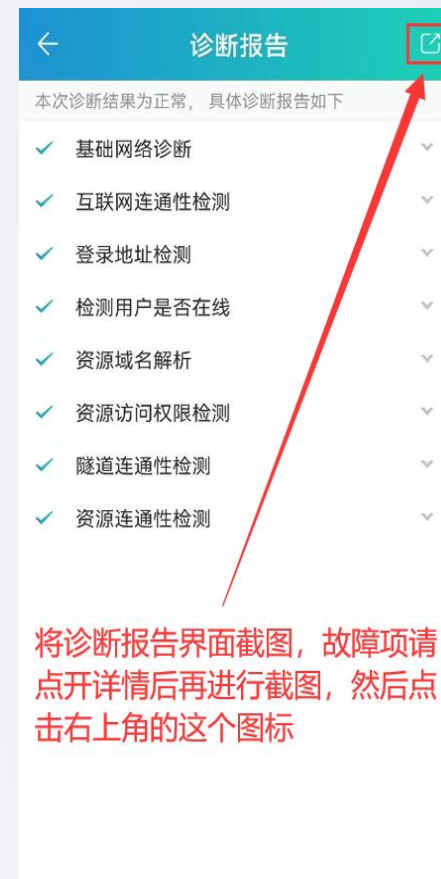 诊断报告
本次诊断结果为正常， 具体诊断报告如下
基础网络诊断
互联网连通性检测
登录地址检测
检测用户是否在线
资源域名解析
资源访问权限检测
隧道连通性检测
资源连通性检测
将诊断报告界面截图，故障项请
点开详情后再进行截图，然后点
击右上角的这个图标